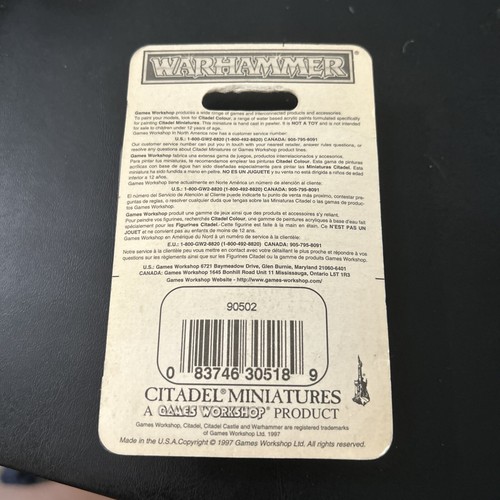 WARHAMMER®
Games Workshop produces a wide range of games and interconnected products and accessories.
To paint your models, look for Citadel Colour, a range of water based acrylic paints formulated specifically
for painting Citadel Miniatures. This miniature is hand cast in pewter. It is NOT A TOY and is not intended
for sale to children under 12 years of age.
Games Workshop in North America now has a customer service number:
U.S.: 1-800-GW2-6820 (1-800-492-6820) CANADA: 905-795-8091
Our customer service number can put you in touch with your nearest reseller, answer rules questions, or
resolve any questions about Citadel Miniatures or Games Workshop product lines.
Games Workshop fabrica una extensa gama de juegos, productos interrelacionados y accesorios.
Para pintar tus miniaturas, te recomendamos emplear las pinturas Citadel Colour. Esta gama de pinturas
acrílicas con base de agua han sido diseñadas especialmente para pintar las Miniaturas Citadel. Esta
miniatura ha sido fundida a mano en peltre. NO ES UN JUGUETE y su venta no está dirigida a niños de edad
inferior a 12 años.
Games Workshop tiene actualmente en Norte América un número de atención al cliente:
E.U.: 1-800-GW2-6820 (1-800-492-6820) CANADA: 905-795-8091
El número del Servicio de Atención al Cliente puede indicarte tu punto de venta más proximo, contestar pre-
guntas de reglas, o resolver cualquier duda que tengas sobre las Miniaturas Citadel o las gamas de produc-
tos Games Workshop.
Games Workshop produit une gamme de jeux ainsi que des produits et accessoires s'y relient.
Pour peindre vos figurines, recherchés Citadel Colour, une gamme de peintures acryliques à base d'eau fait
spécialement pour les Figurines Citadel. Cette figurine est faite à la main en étain. Ce N'EST PAS UN
JOUET et ne convient pas au enfants de moins de 12 ans.
Games Workshop en Amérique du Nord à un numéro de service à la clientèle:
E.U.: 1-800-GW2-6820 (1-800-492-6820) CANADA: 905-795-8091
Notre service à la clientèle peu vous metter en contact avec votre détaillant le plus proche et répondre à vos
questions sur les règlements ainsi que sur les Figurines Citadel ou la gamme de produits Games Workshop.
U.S.: Games Workshop 6721 Baymeadow Drive, Glen Burnie, Maryland 21060-6401
CANADA: Games Workshop 1645 Bonhill Road Unit 11 Mississauga, Ontario L5T 1R3
Games Workshop Website - http://www.games-workshop.com/
90502
0 83746 30518 9
CITADEL MINIATURES
A GAMES WORKSHOP® PRODUCT
Games Workshop, Citadel, Citadel Castle and Warhammer are registered trademarks
of Games Workshop Ltd. 1997
Made in the U.S.A. Copyright © 1997 Games Workshop Ltd. All rights reserved.